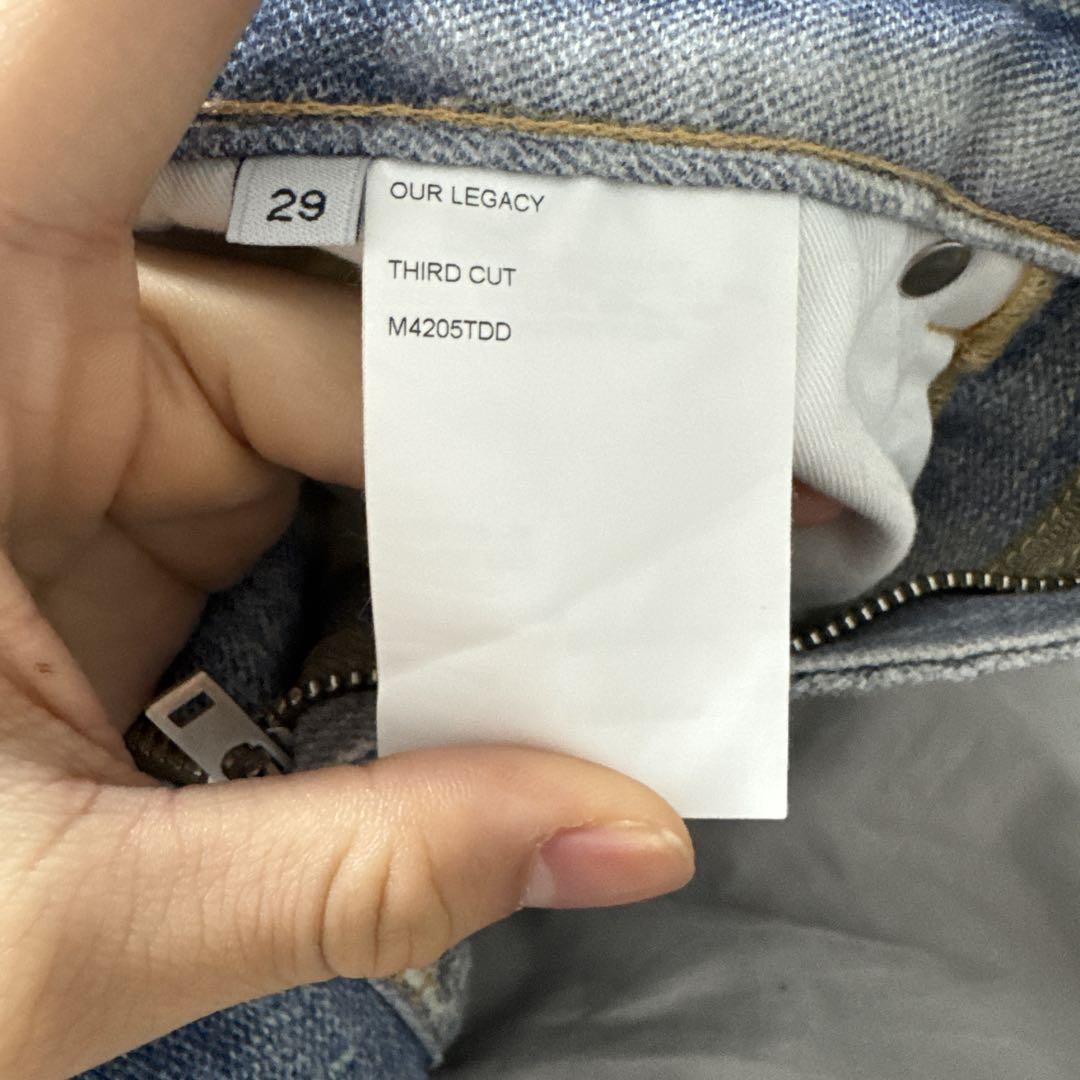 29
OUR LEGACY
THIRD CUT
M4205TDD